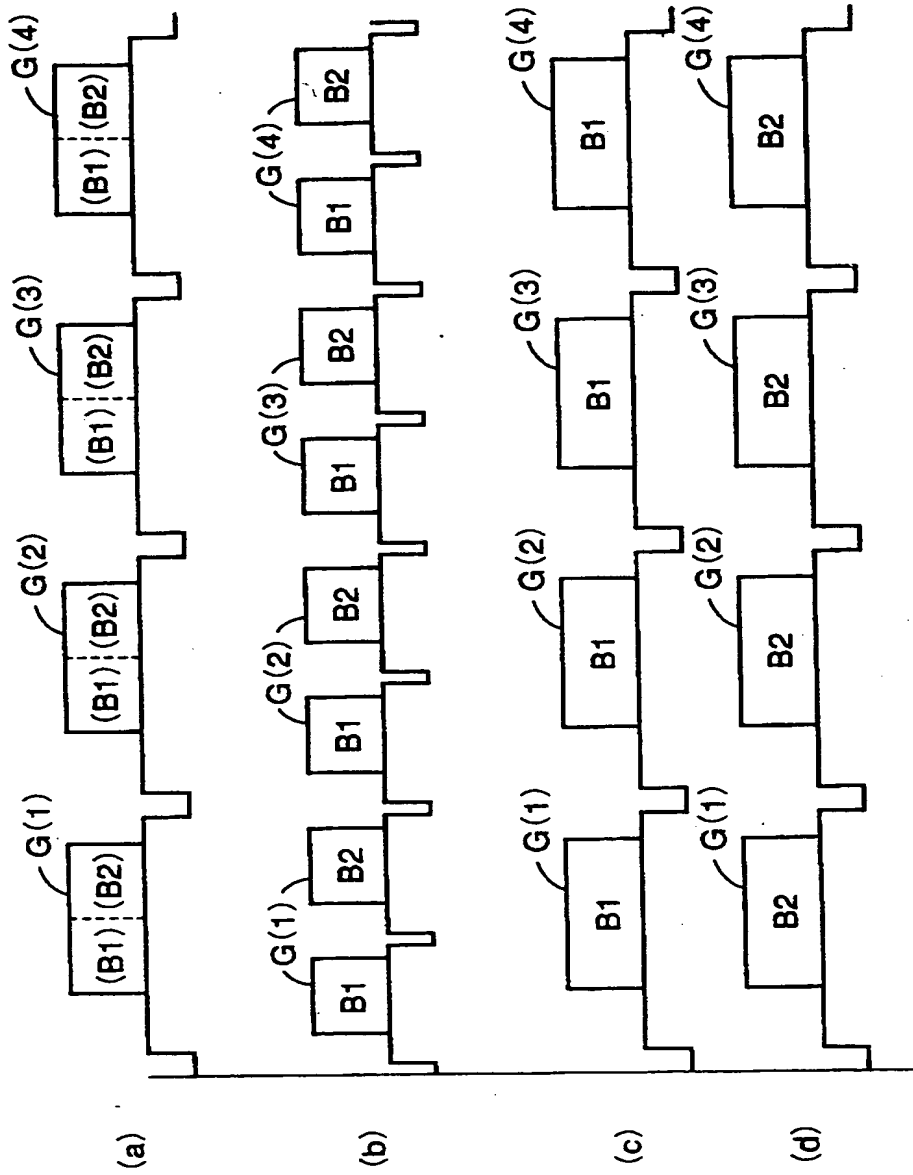 G(1) G(2) G(3) G(4)
(a) (B1) (B2) (B1) (B2) (B1) (B2) (B1) (B2)
G(1) G(2) G(3) G(4)
(b) B1 B2 B1 B2 B1 B2 B1 B2
G(1) G(2) G(3) G(4)
(c) B1 B1 B1 B1
G(1) G(2) G(3) G(4)
(d) B2 B2 B2 B2